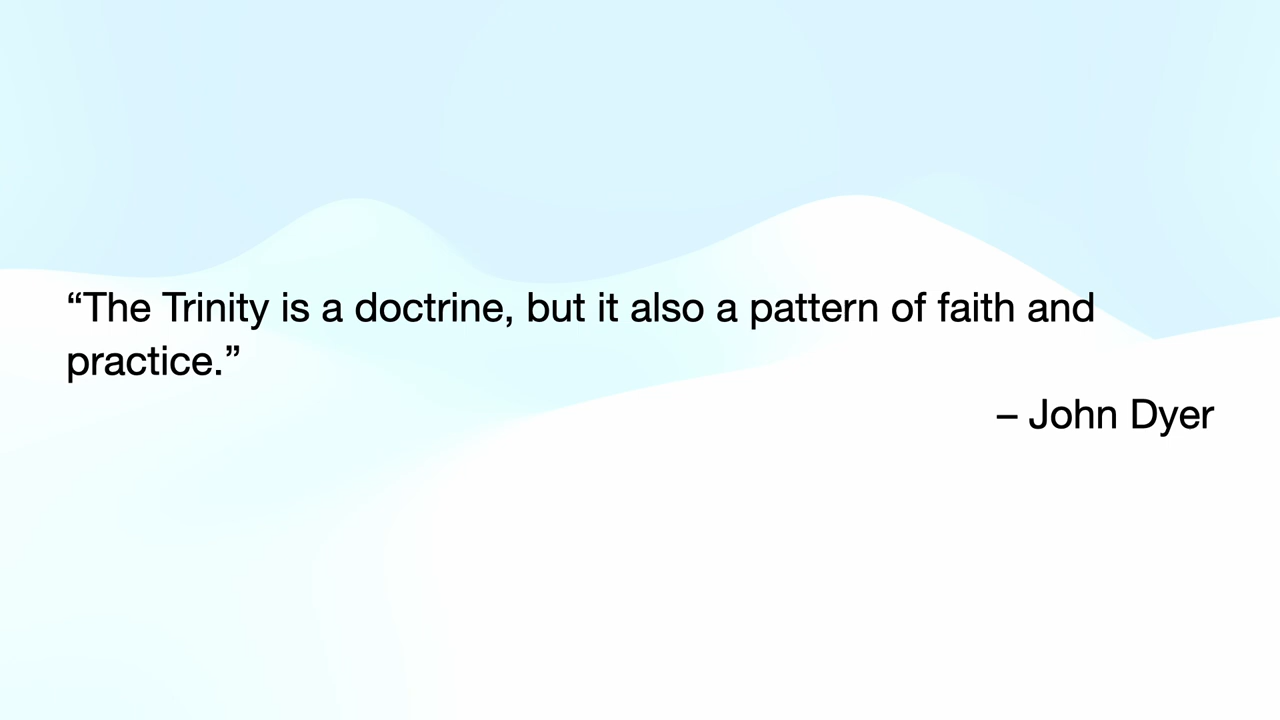 “The Trinity is a doctrine, but it also a pattern of faith and
practice.”
– John Dyer